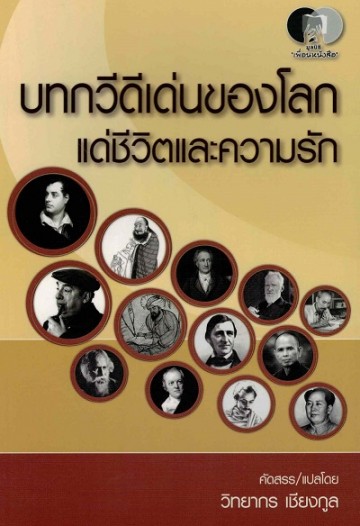 มูลนิธิ
"เพื่อนหนังสือ"
บทกวีดีเด่นของโลก
แด่ชีวิตและความรัก
คัดสรร/แปลโดย
วิทยากร เชียงกูล